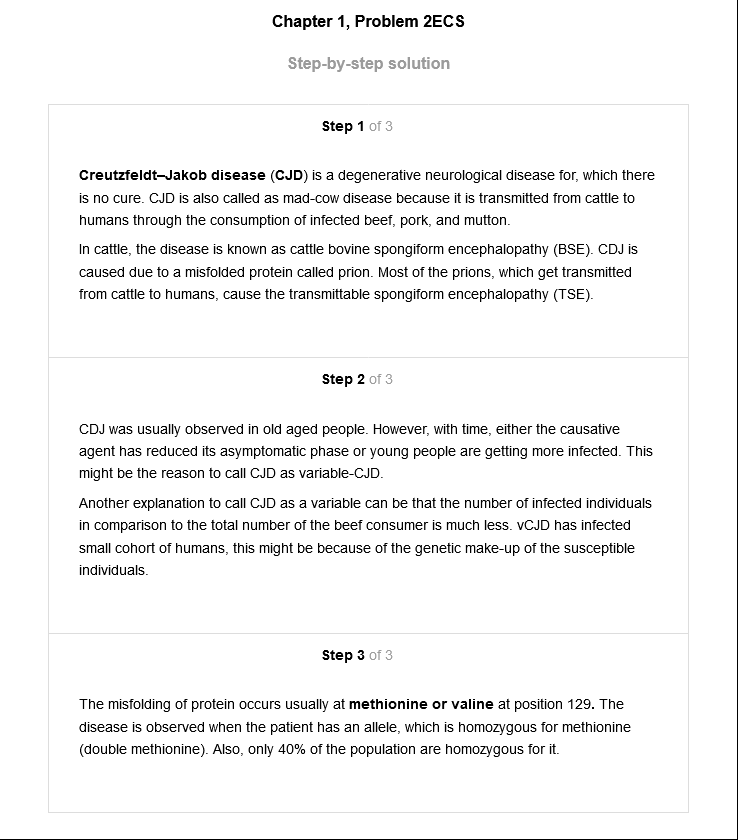 Chapter 1, Problem 2ECS
Step-by-step solution
Step 1 of 3
Creutzfeldt–Jakob disease (CJD) is a degenerative neurological disease for, which there
is no cure. CJD is also called as mad-cow disease because it is transmitted from cattle to
humans through the consumption of infected beef, pork, and mutton.
In cattle, the disease is known as cattle bovine spongiform encephalopathy (BSE). CDJ is
caused due to a misfolded protein called prion. Most of the prions, which get transmitted
from cattle to humans, cause the transmittable spongiform encephalopathy (TSE).
Step 2 of 3
CDJ was usually observed in old aged people. However, with time, either the causative
agent has reduced its asymptomatic phase or young people are getting more infected. This
might be the reason to call CJD as variable-CJD.
Another explanation to call CJD as a variable can be that the number of infected individuals
in comparison to the total number of the beef consumer is much less. vCJD has infected
small cohort of humans, this might be because of the genetic make-up of the susceptible
individuals.
Step 3 of 3
The misfolding of protein occurs usually at methionine or valine at position 129. The
disease is observed when the patient has an allele, which is homozygous for methionine
(double methionine). Also, only 40% of the population are homozygous for it.